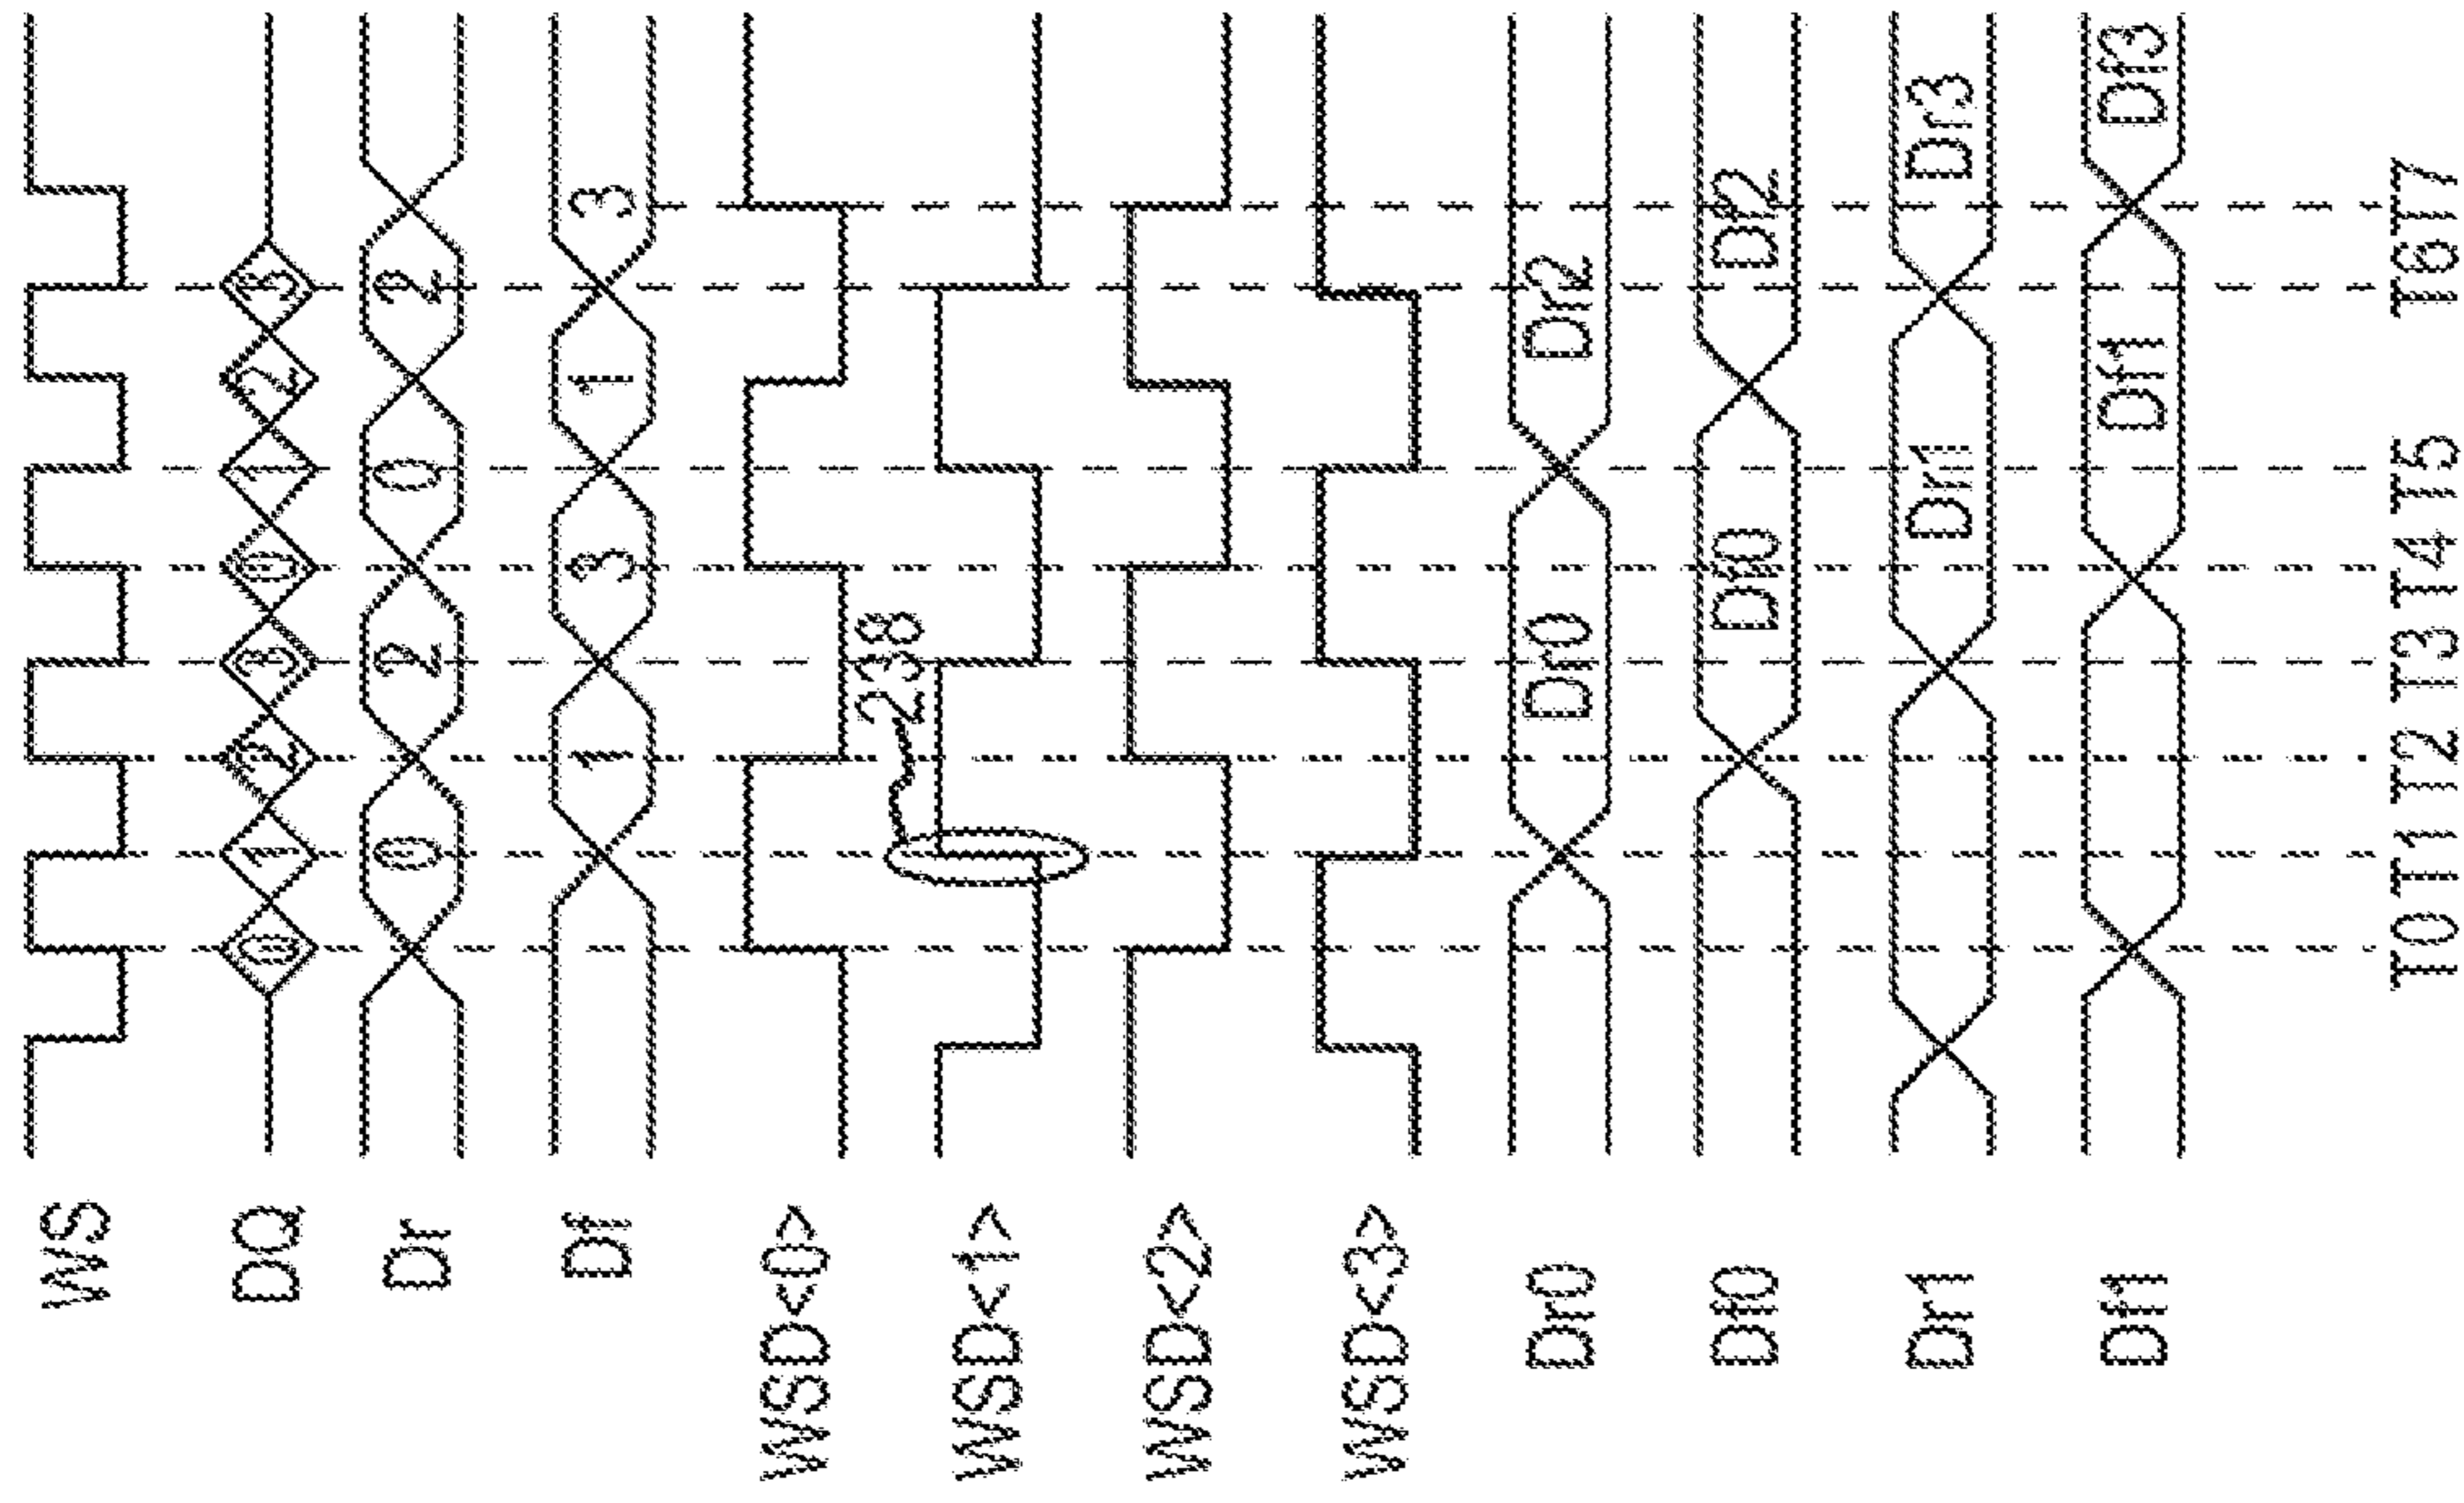 WS
DQ 0 1 2 3 0 1 2 3
Dr 0 2 0 2
Df 1 3 1 3
WSD<0>
238
WSD<1>
WSD<2>
WSD<3>
Dr0 Dr0 Dr2
Df0 Df0 Df2
Dr1 Dr1 Dr3
Df1 Df1 Df3
T0 T1 T2 T3 T4 T5 T6 T7